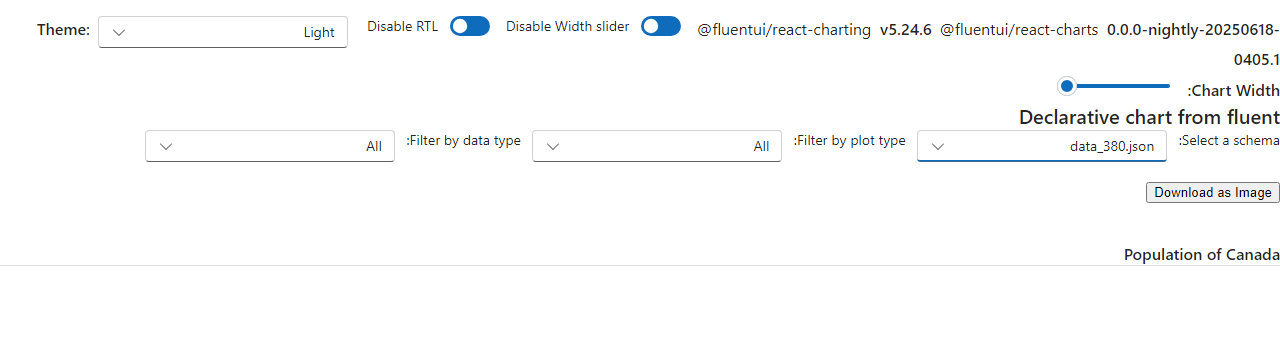 Theme: Light Disable RTL Disable Width slider @fluentui/react-charting v5.24.6 @fluentui/react-charts 0.0.0-nightly-20250618-
0405.1
:Chart Width
Declarative chart from fluent
:Select a schema data_380.json :Filter by plot type All :Filter by data type All
Download as Image
Population of Canada